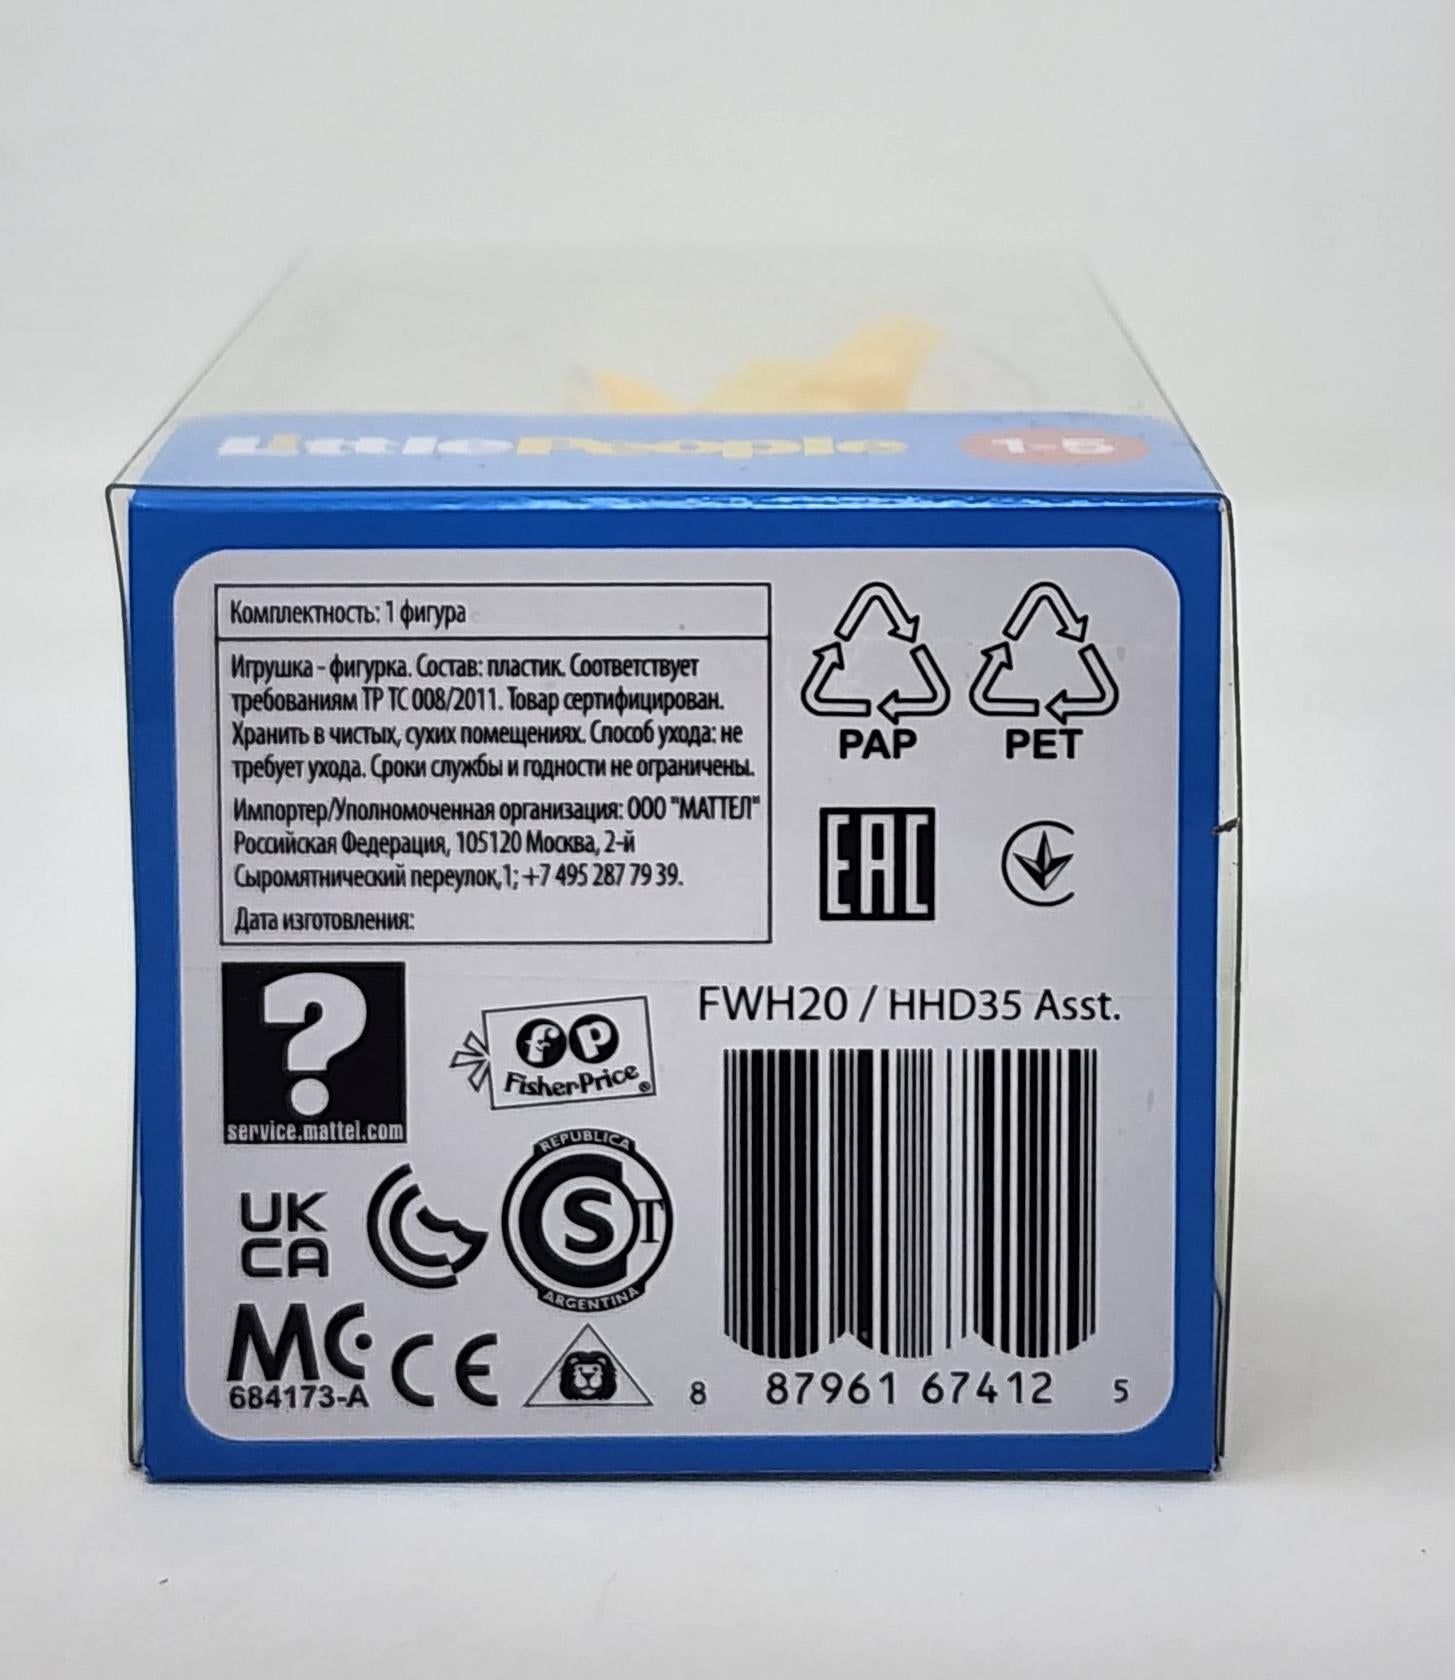 Little People 1-5
Комплектность: 1 фигура
Игрушка - фигурка. Состав: пластик. Соответствует
требованиям ТР ТС 008/2011. Товар сертифицирован.
Хранить в чистых, сухих помещениях. Способ ухода: не
требует ухода. Сроки службы и годности не ограничены.
Импортер/Уполномоченная организация: ООО "МАТТЕЛ"
Российская Федерация, 105120 Москва, 2-й
Сыромятнический переулок,1; +7 495 287 79 39.
Дата изготовления:
PAP PET
EAC
FWH20 / HHD35 Asst.
?
service.mattel.com
fP
Fisher-Price®
UK
CA
REPUBLICA
S T
ARGENTINA
MC
684173-A
CE
8 87961 67412 5